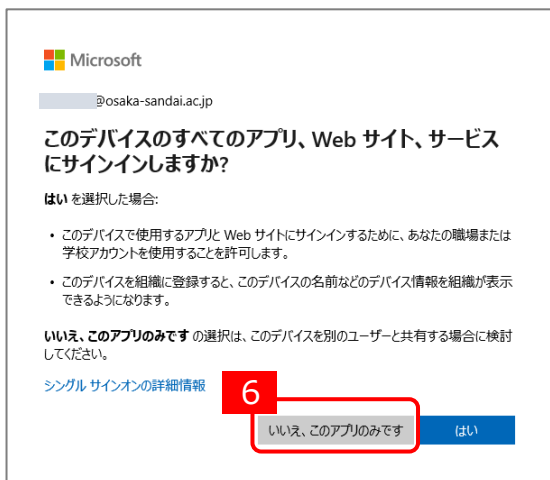 Microsoft
@osaka-sandai.ac.jp
このデバイスのすべてのアプリ、Web サイト、サービス
にサインインしますか?
はい を選択した場合:
• このデバイスで使用するアプリと Web サイトにサインインするために、あなたの職場または
学校アカウントを使用することを許可します。
• このデバイスを組織に登録すると、このデバイスの名前などのデバイス情報を組織が表示
できるようになります。
いいえ、このアプリのみです の選択は、このデバイスを別のユーザーと共有する場合に検討
してください。
シングル サインオンの詳細情報
6
いいえ、このアプリのみです
はい